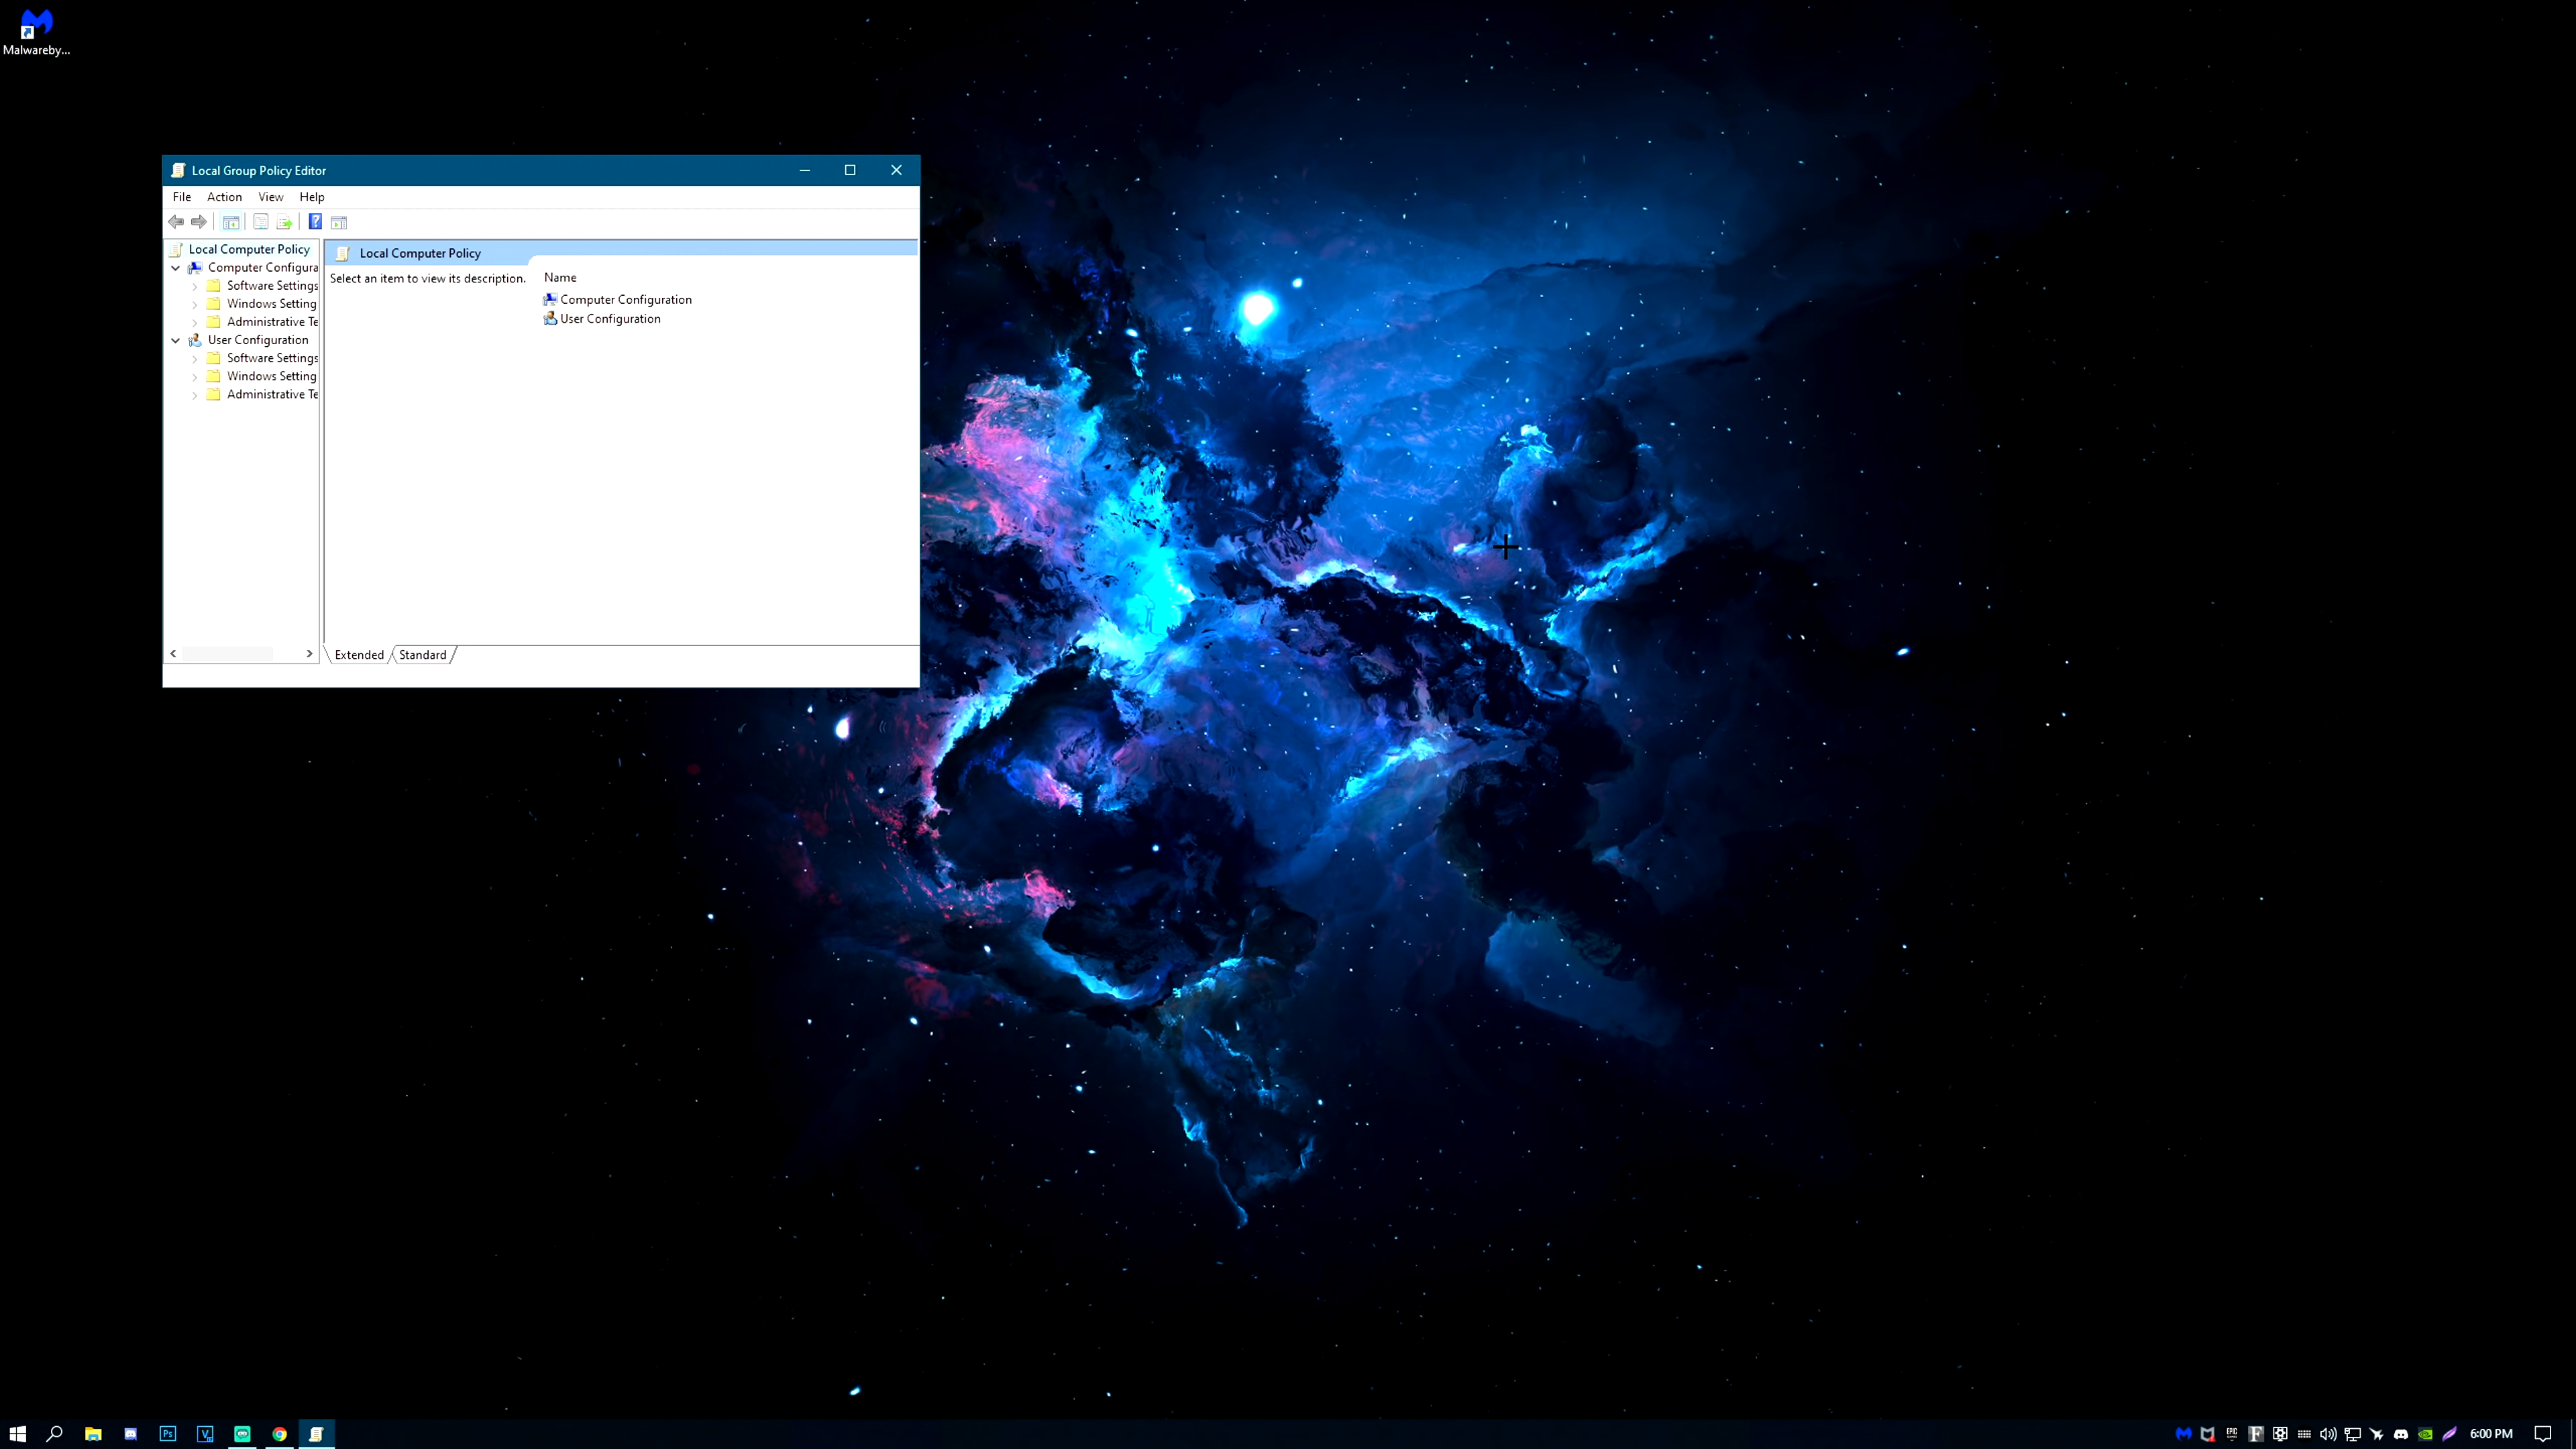 Malwareby...
Local Group Policy Editor
File Action View Help
Local Computer Policy
Computer Configura
Software Settings
Windows Setting
Administrative Te
User Configuration
Software Settings
Windows Setting
Administrative Te
Local Computer Policy
Select an item to view its description.
Name
Computer Configuration
User Configuration
Extended Standard
Ps
V
EPIC
F
6:00 PM